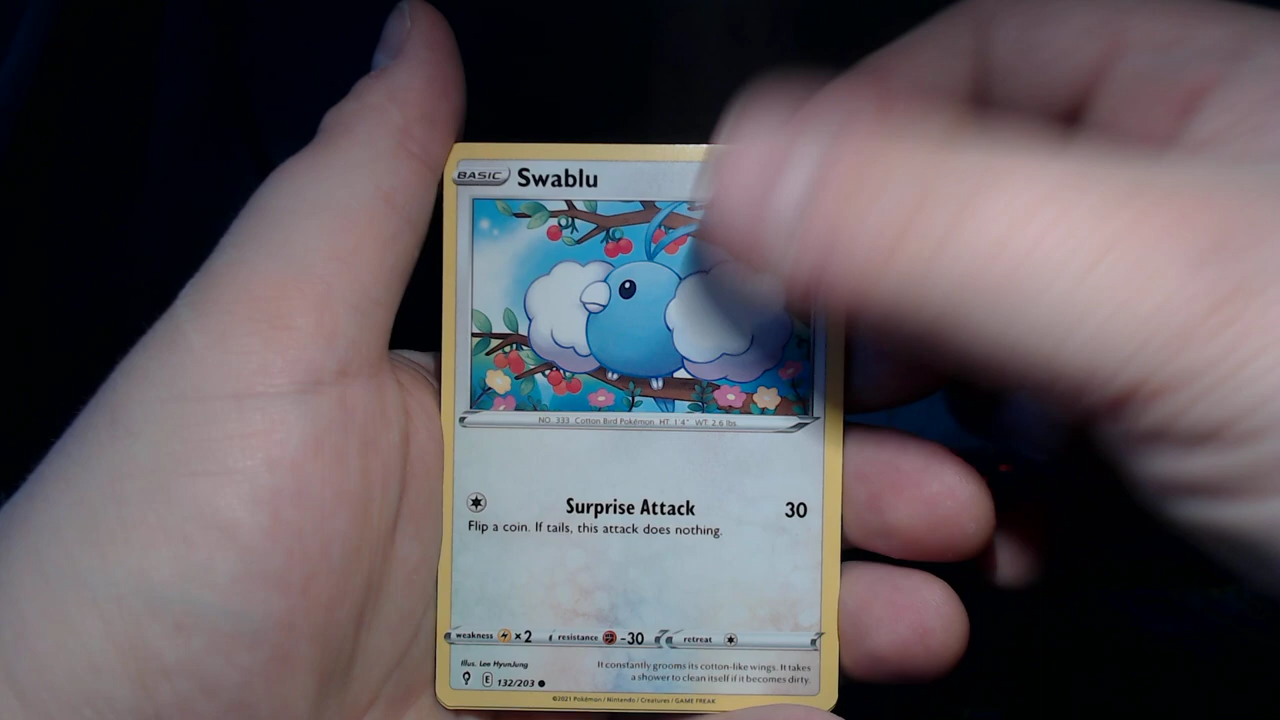 BASIC Swablu
NO. 333 Cotton Bird Pokémon HT: 1'4" WT: 2.6 lbs.
Surprise Attack 30
Flip a coin. If tails, this attack does nothing.
weakness ×2 resistance -30 retreat
Illus. Lee HyunJung
It constantly grooms its cotton-like wings. It takes
a shower to clean itself if it becomes dirty.
E 132/203
©2021 Pokémon / Nintendo / Creatures / GAME FREAK